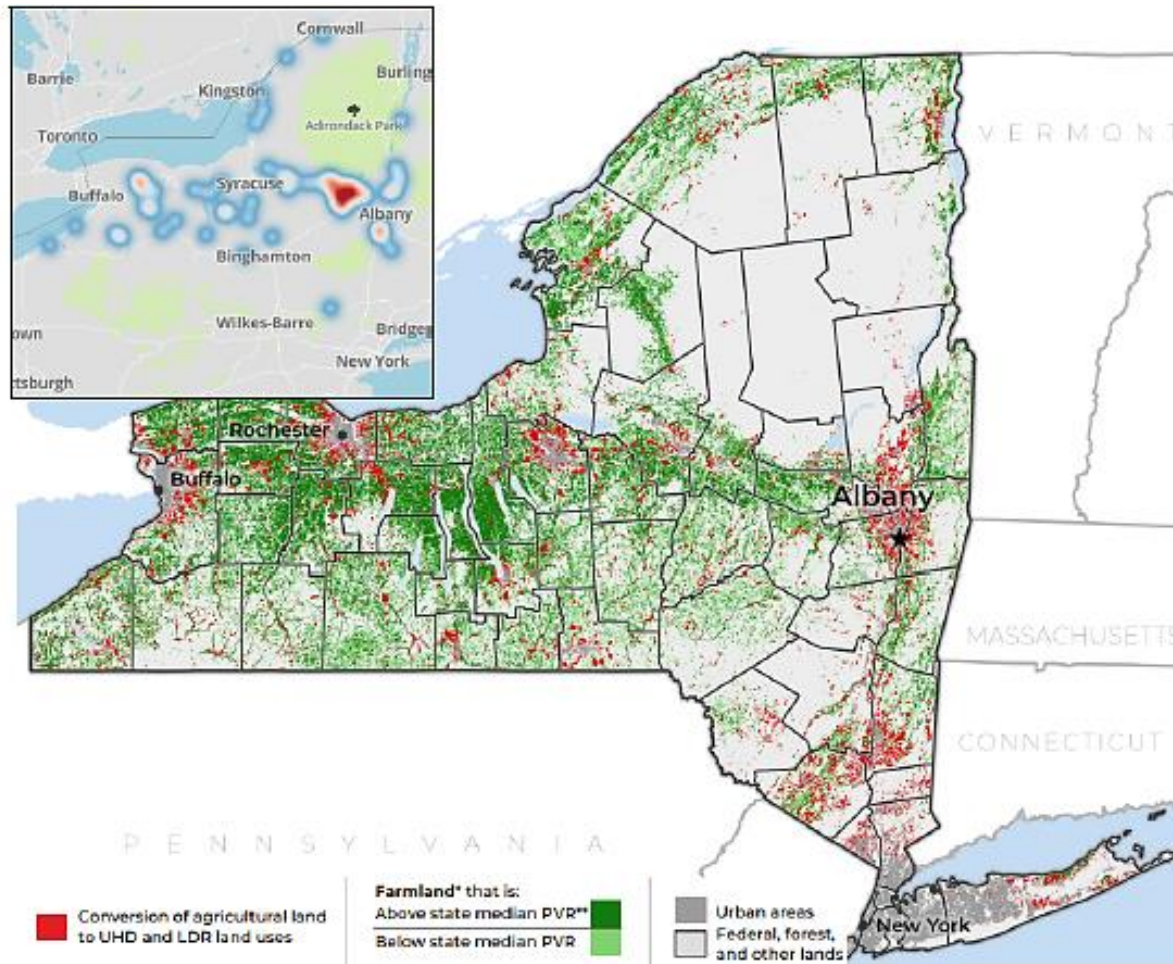 Cornwall
Barrie
Burling
Kingston
Adirondack Park
Toronto
Buffalo
Syracuse
Albany
Binghamton
Wilkes-Barre
Bridgep
own
New York
ttsburgh
VERMONT
Rochester
Buffalo
Albany
MASSACHUSETTS
CONNECTICUT
PENNSYLVANIA
Conversion of agricultural land
to UHD and LDR land uses
Farmland* that is:
Above state median PVR**
Below state median PVR
Urban areas
Federal, forest,
and other lands
New York